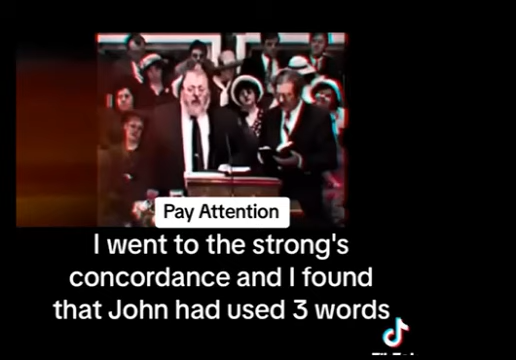 Pay Attention
I went to the strong's
concordance and I found
that John had used 3 words